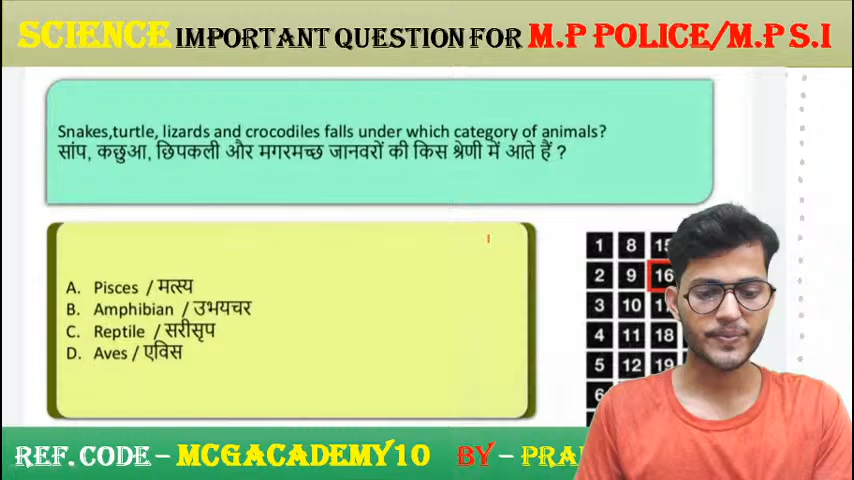 SCIENCE IMPORTANT QUESTION FOR M.P POLICE/M.P S.I
Snakes,turtle, lizards and crocodiles falls under which category of animals?
सांप, कछुआ, छिपकली और मगरमच्छ जानवरों की किस श्रेणी में आते हैं ?
A. Pisces / मत्स्य
B. Amphibian / उभयचर
C. Reptile / सरीसृप
D. Aves / एविस
1 8 15
2 9 16
3 10
4 11 18
5 12 19
6
REF. CODE – MCGACADEMY10 BY –